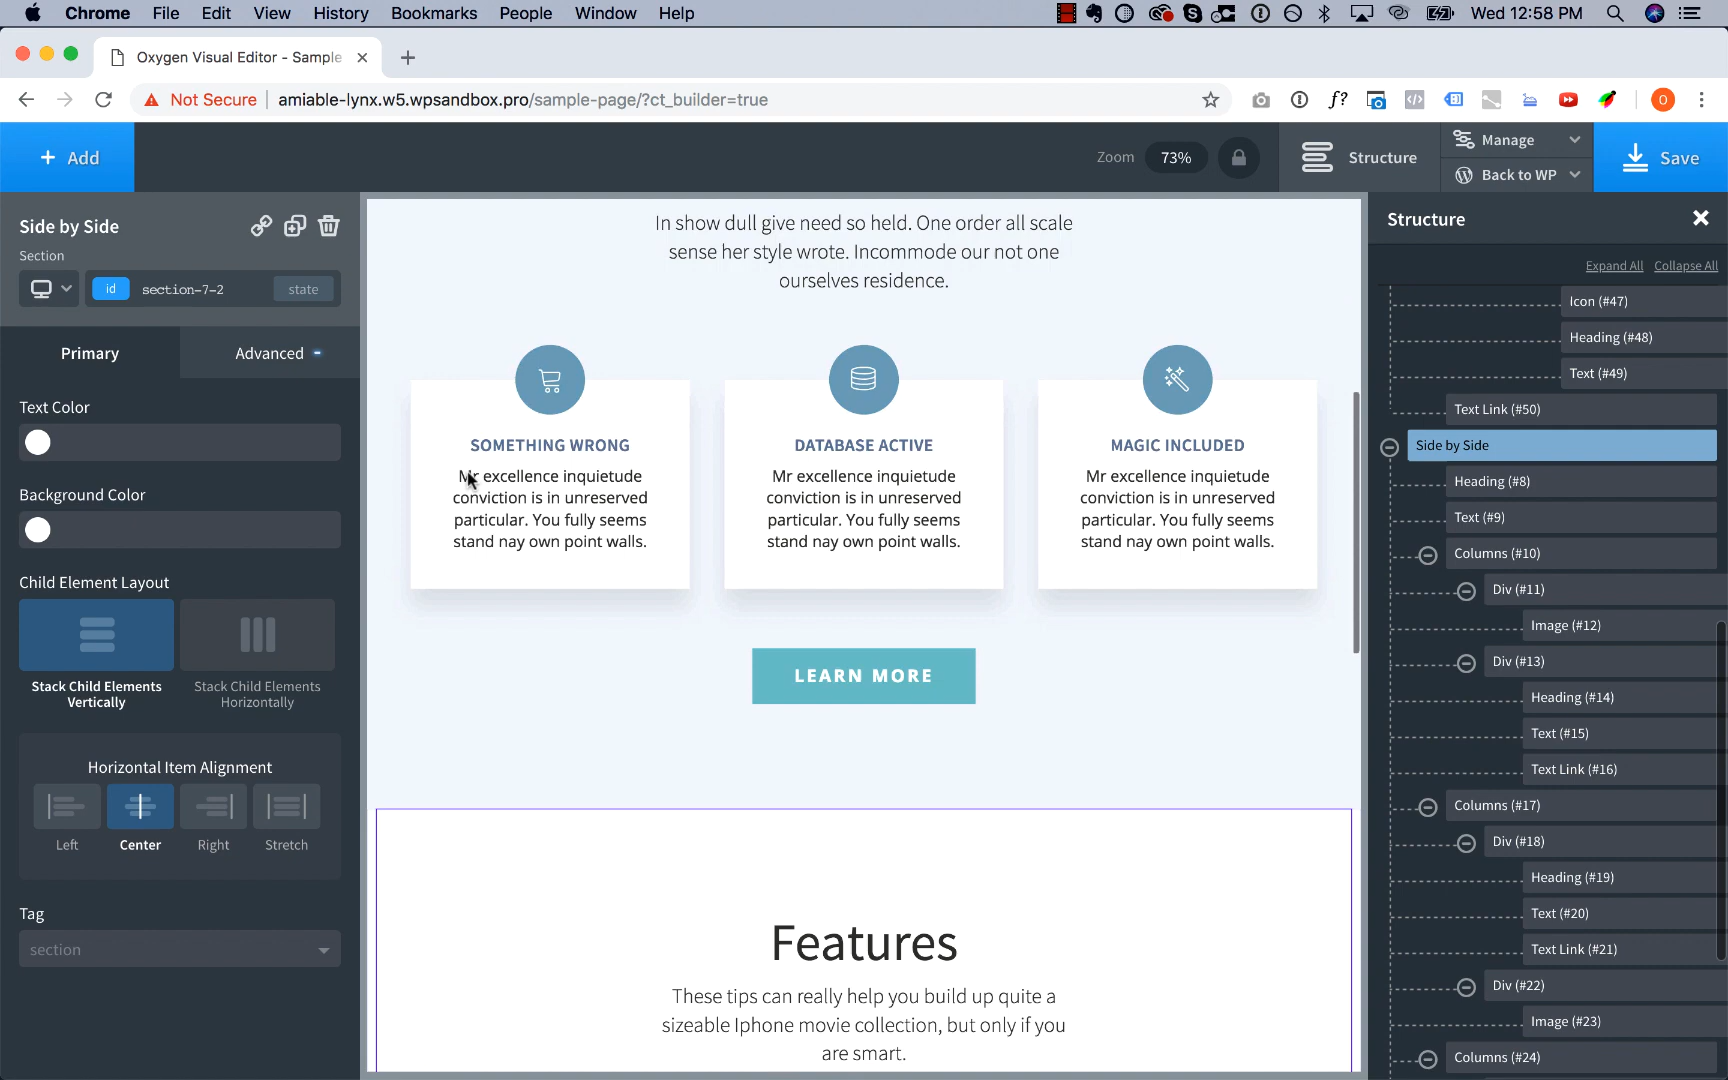 Chrome File Edit View History Bookmarks People Window Help Wed 12:58 PM
Oxygen Visual Editor - Sample
Not Secure amiable-lynx.w5.wpsandbox.pro/sample-page/?ct_builder=true
+ Add
Zoom 73%
Structure
Manage
Back to WP
Save
Side by Side
Section
id section-7-2 state
Primary Advanced
Text Color
Background Color
Child Element Layout
Stack Child Elements Vertically
Stack Child Elements Horizontally
Horizontal Item Alignment
Left Center Right Stretch
Tag
section
In show dull give need so held. One order all scale
sense her style wrote. Incommode our not one
ourselves residence.
SOMETHING WRONG
Mr excellence inquietude
conviction is in unreserved
particular. You fully seems
stand nay own point walls.
DATABASE ACTIVE
Mr excellence inquietude
conviction is in unreserved
particular. You fully seems
stand nay own point walls.
MAGIC INCLUDED
Mr excellence inquietude
conviction is in unreserved
particular. You fully seems
stand nay own point walls.
LEARN MORE
Features
These tips can really help you build up quite a
sizeable Iphone movie collection, but only if you
are smart.
Structure
Expand All Collapse All
Icon (#47)
Heading (#48)
Text (#49)
Text Link (#50)
Side by Side
Heading (#8)
Text (#9)
Columns (#10)
Div (#11)
Image (#12)
Div (#13)
Heading (#14)
Text (#15)
Text Link (#16)
Columns (#17)
Div (#18)
Heading (#19)
Text (#20)
Text Link (#21)
Div (#22)
Image (#23)
Columns (#24)